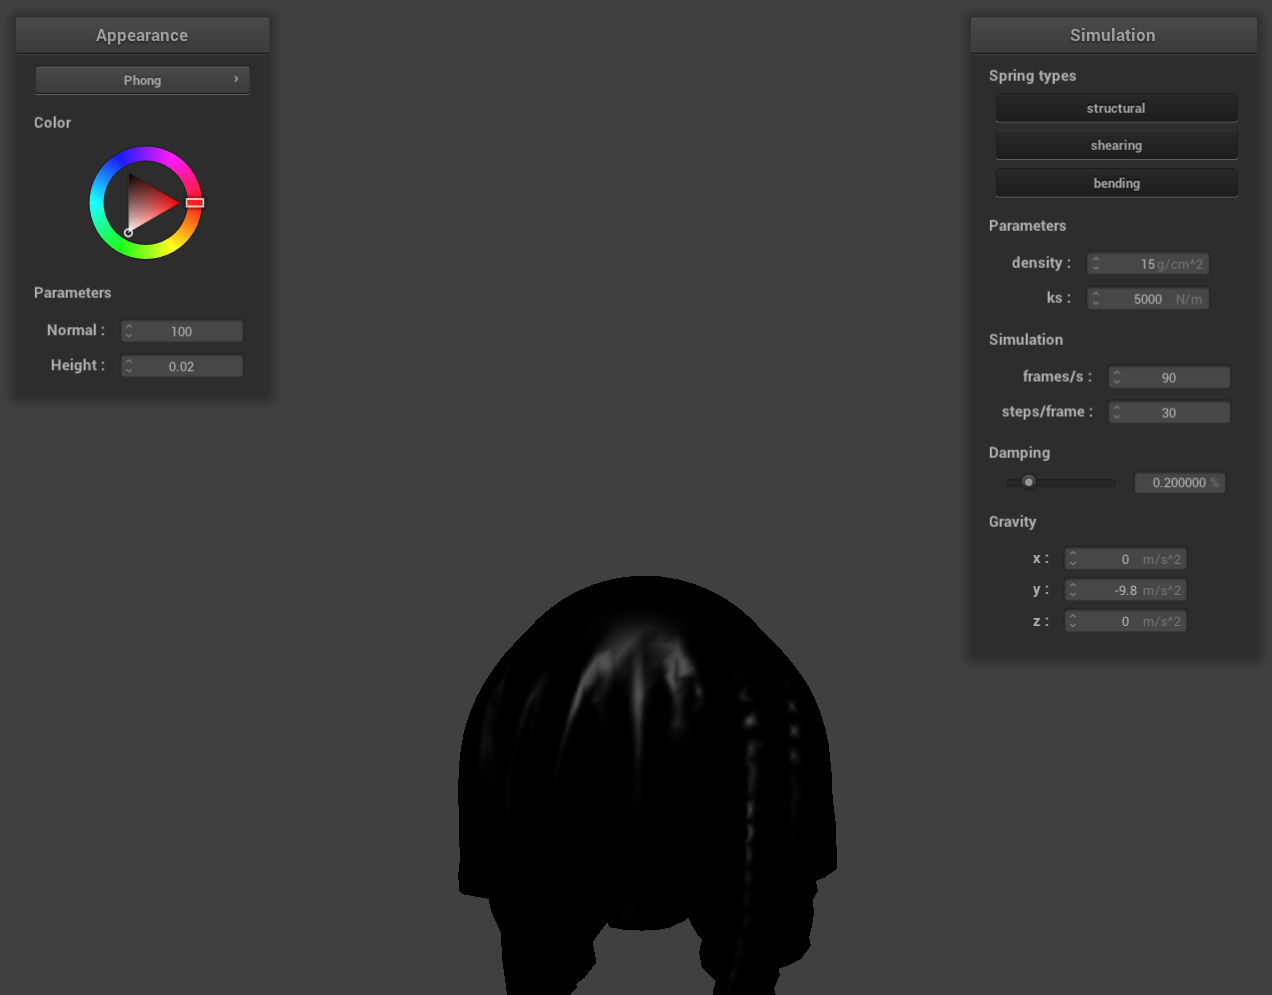 Appearance
Phong
Color
Parameters
Normal : 100
Height : 0.02
Simulation
Spring types
structural
shearing
bending
Parameters
density : 15 g/cm^2
ks : 5000 N/m
Simulation
frames/s : 90
steps/frame : 30
Damping
0.200000 %
Gravity
x : 0 m/s^2
y : -9.8 m/s^2
z : 0 m/s^2